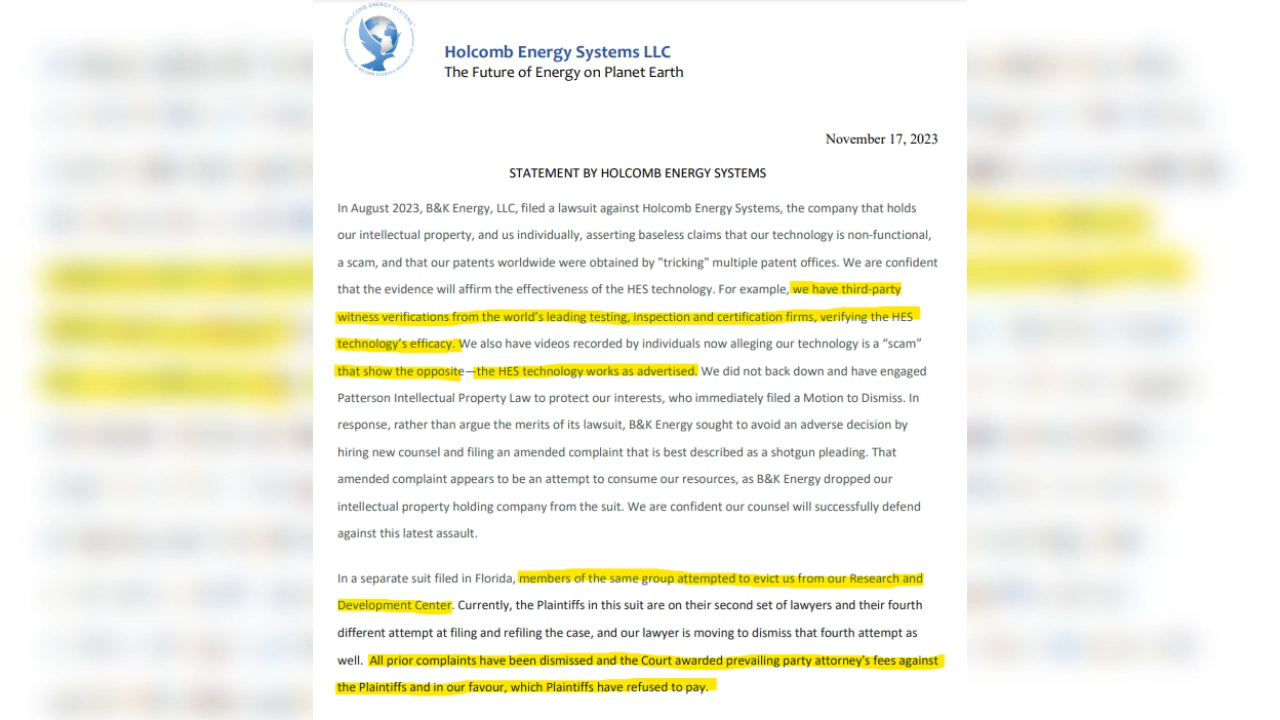 HOLCOMB ENERGY SYSTEMS
Holcomb Energy Systems LLC
The Future of Energy on Planet Earth
November 17, 2023
STATEMENT BY HOLCOMB ENERGY SYSTEMS
In August 2023, B&K Energy, LLC, filed a lawsuit against Holcomb Energy Systems, the company that holds
our intellectual property, and us individually, asserting baseless claims that our technology is non-functional,
a scam, and that our patents worldwide were obtained by "tricking" multiple patent offices. We are confident
that the evidence will affirm the effectiveness of the HES technology. For example, we have third-party
witness verifications from the world's leading testing, inspection and certification firms, verifying the HES
technology's efficacy. We also have videos recorded by individuals now alleging our technology is a “scam”
that show the opposite—the HES technology works as advertised. We did not back down and have engaged
Patterson Intellectual Property Law to protect our interests, who immediately filed a Motion to Dismiss. In
response, rather than argue the merits of its lawsuit, B&K Energy sought to avoid an adverse decision by
hiring new counsel and filing an amended complaint that is best described as a shotgun pleading. That
amended complaint appears to be an attempt to consume our resources, as B&K Energy dropped our
intellectual property holding company from the suit. We are confident our counsel will successfully defend
against this latest assault.
In a separate suit filed in Florida, members of the same group attempted to evict us from our Research and
Development Center. Currently, the Plaintiffs in this suit are on their second set of lawyers and their fourth
different attempt at filing and refiling the case, and our lawyer is moving to dismiss that fourth attempt as
well. All prior complaints have been dismissed and the Court awarded prevailing party attorney's fees against
the Plaintiffs and in our favour, which Plaintiffs have refused to pay.